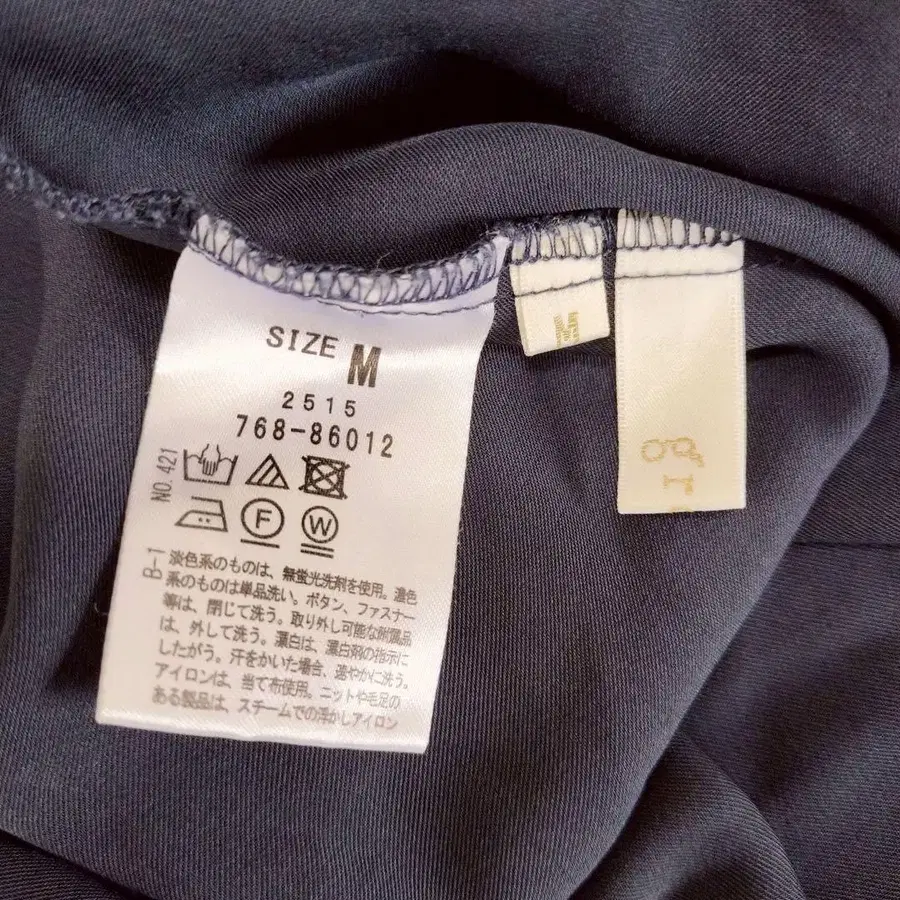 SIZE M
2515
768-86012
NO. 421
F
W
B-1
淡色系のものは、無蛍光洗剤を使用。濃色
系のものは単品洗い。ボタン、ファスナー
等は、閉じて洗う。取り外し可能な附属品
は、外して洗う。漂白は、漂白剤の指示に
したがう。汗をかいた場合、速やかに洗う。
アイロンは、当て布使用。ニットや毛足の
ある製品は、スチームでの浮かしアイロン
M
gr